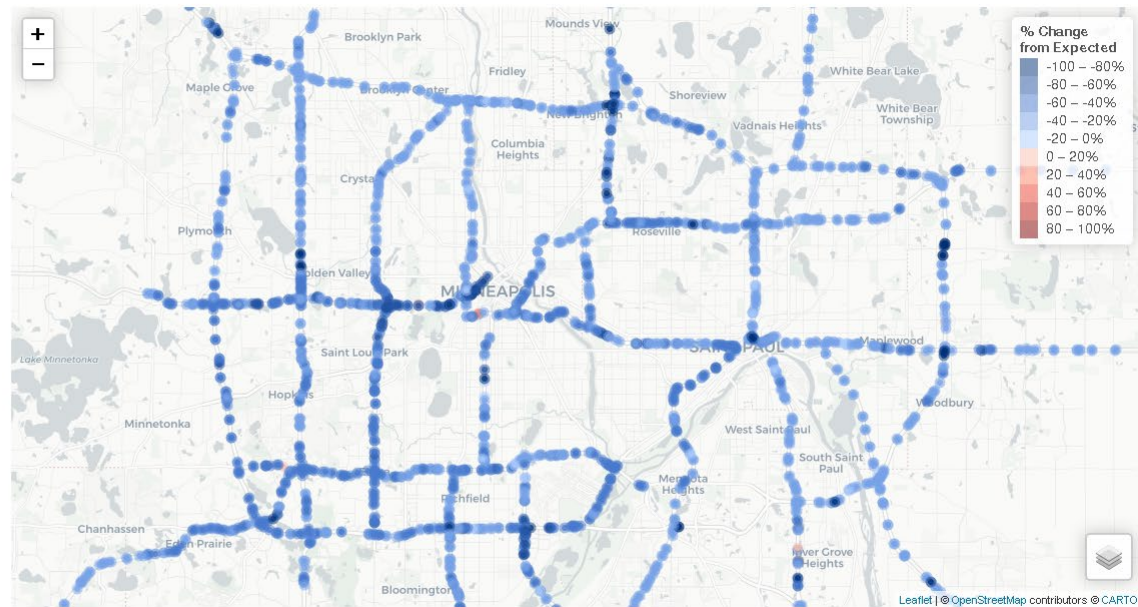 +
−
% Change
from Expected
-100 – -80%
-80 – -60%
-60 – -40%
-40 – -20%
-20 – 0%
0 – 20%
20 – 40%
40 – 60%
60 – 80%
80 – 100%
Mounds View
Brooklyn Park
Fridley
White Bear Lake
Maple Grove
Brooklyn Center
Shoreview
White Bear
Township
New Brighton
Vadnais Heights
Columbia
Heights
Crysta
Plymouth
Roseville
olden Valley
MINNEAPOLIS
Lake Minnetonka
Saint Louis Park
SAINT PAUL
Maplewood
Hopkins
Woodbury
Minnetonka
West Saint Paul
South Saint
Paul
Mendota
Heights
Richfield
Chanhassen
Eden Prairie
Inver Grove
Heights
Bloomington
Leaflet | © OpenStreetMap contributors © CARTO